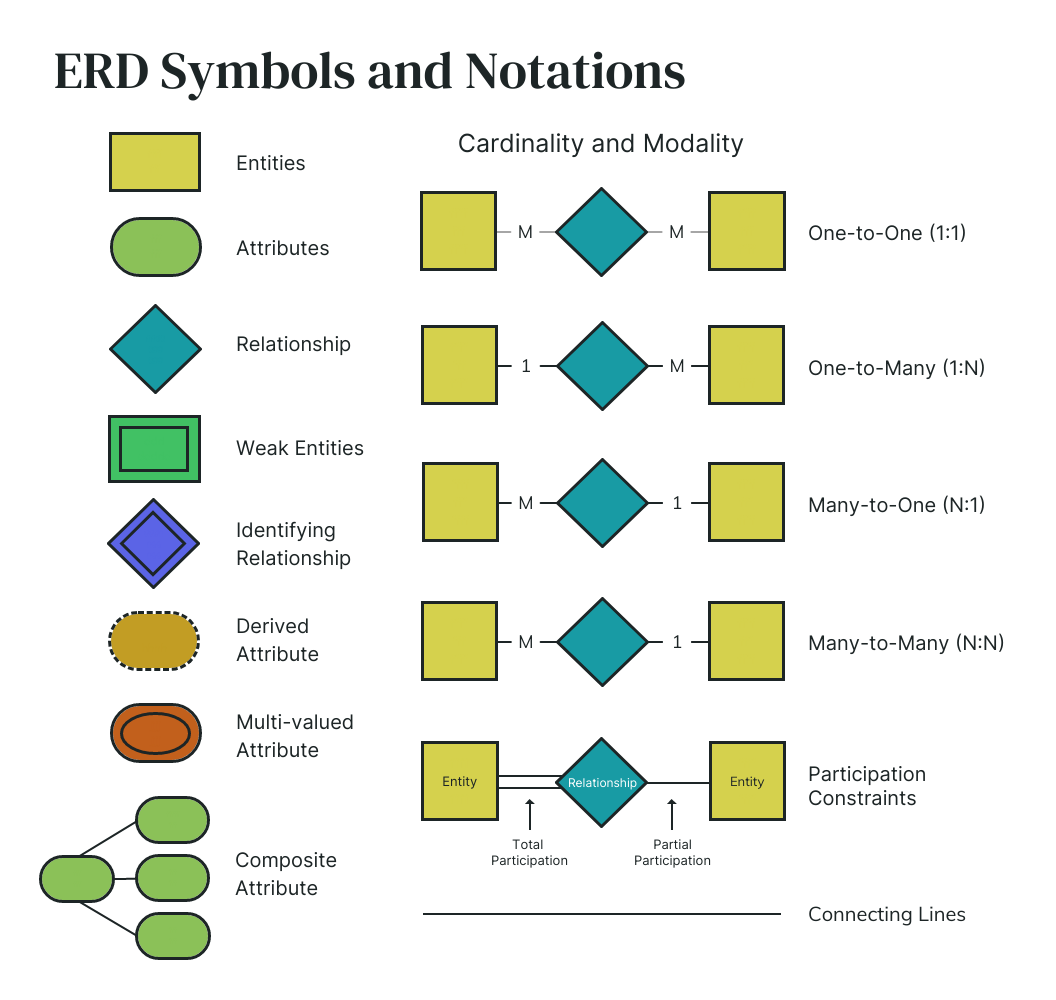 ERD Symbols and Notations
Entities
Attributes
Relationship
Weak Entities
Identifying
Relationship
Derived
Attribute
Multi-valued
Attribute
Composite
Attribute
Cardinality and Modality
M M One-to-One (1:1)
1 M One-to-Many (1:N)
M 1 Many-to-One (N:1)
M 1 Many-to-Many (N:N)
Entity Relationship Entity
Total
Participation
Partial
Participation
Participation
Constraints
Connecting Lines